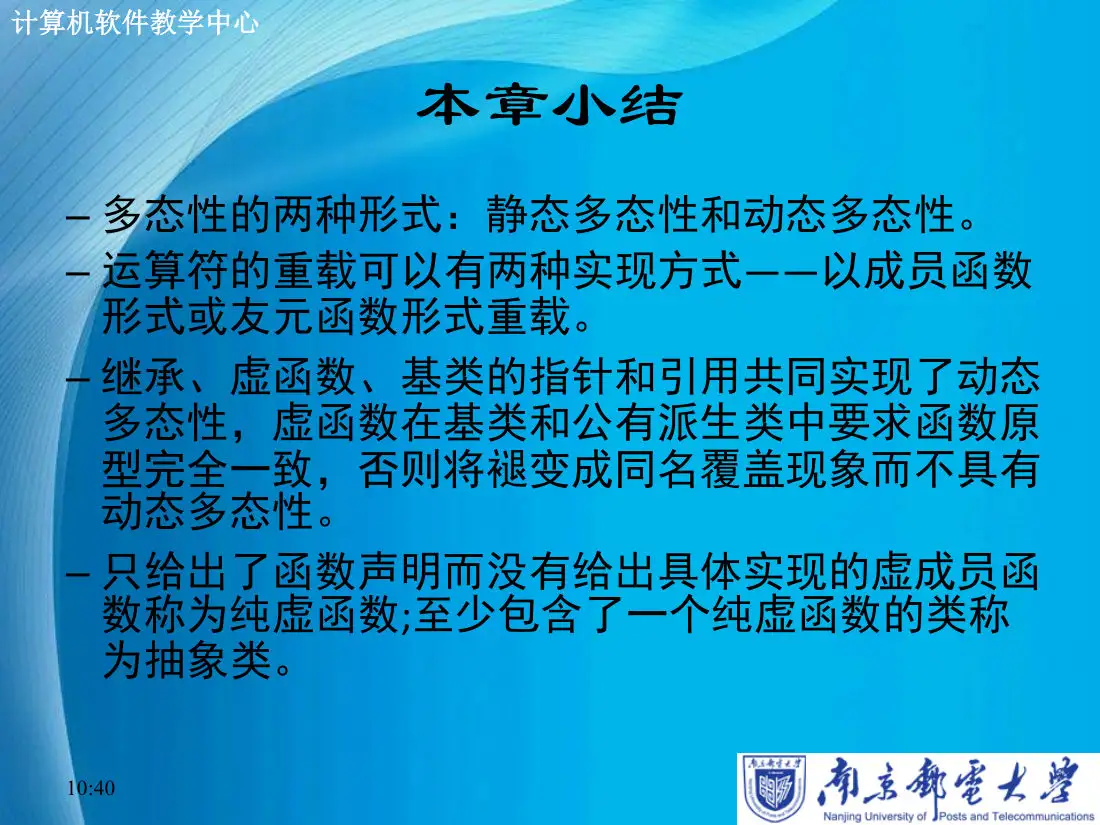 计算机软件教学中心
本章小结
– 多态性的两种形式：静态多态性和动态多态性。
– 运算符的重载可以有两种实现方式——以成员函数
形式或友元函数形式重载。
– 继承、虚函数、基类的指针和引用共同实现了动态
多态性，虚函数在基类和公有派生类中要求函数原
型完全一致，否则将褪变成同名覆盖现象而不具有
动态多态性。
– 只给出了函数声明而没有给出具体实现的虚成员函
数称为纯虚函数;至少包含了一个纯虚函数的类称
为抽象类。
10:40
南京邮电大学
南京郵電大學
Nanjing University of Posts and Telecommunications